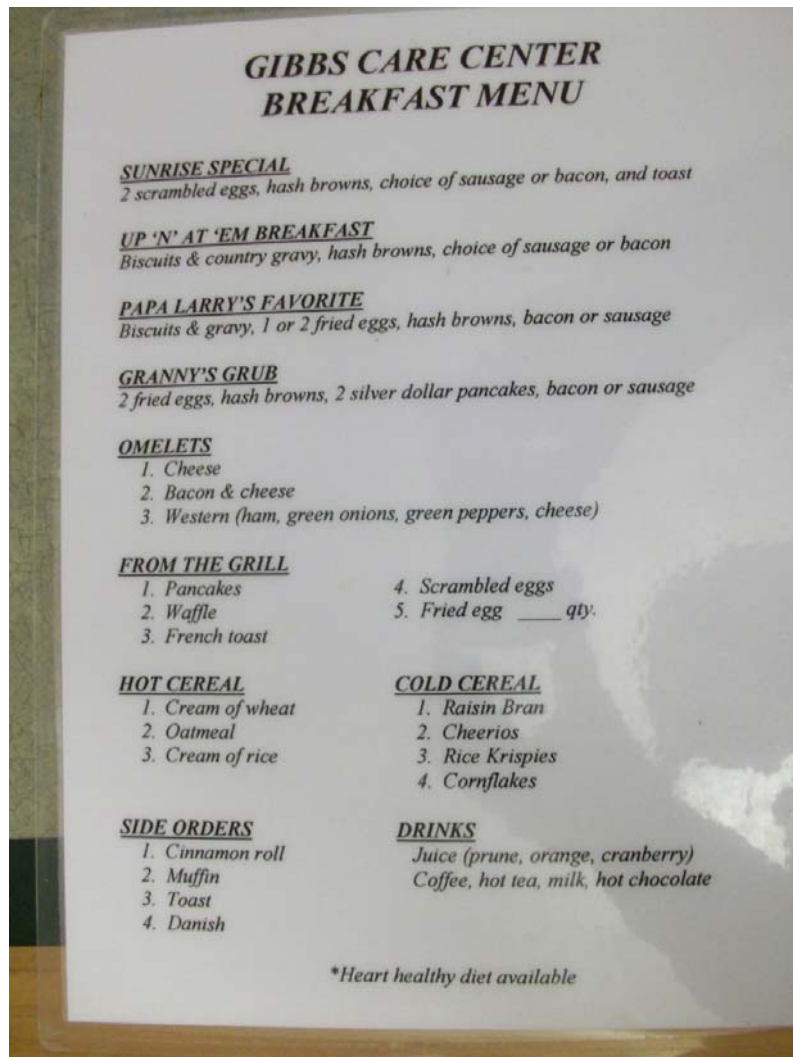 GIBBS CARE CENTER
BREAKFAST MENU
SUNRISE SPECIAL
2 scrambled eggs, hash browns, choice of sausage or bacon, and toast
UP 'N' AT 'EM BREAKFAST
Biscuits & country gravy, hash browns, choice of sausage or bacon
PAPA LARRY'S FAVORITE
Biscuits & gravy, 1 or 2 fried eggs, hash browns, bacon or sausage
GRANNY'S GRUB
2 fried eggs, hash browns, 2 silver dollar pancakes, bacon or sausage
OMELETS
1. Cheese
2. Bacon & cheese
3. Western (ham, green onions, green peppers, cheese)
FROM THE GRILL
1. Pancakes
2. Waffle
3. French toast
4. Scrambled eggs
5. Fried egg ____ qty.
HOT CEREAL
1. Cream of wheat
2. Oatmeal
3. Cream of rice
COLD CEREAL
1. Raisin Bran
2. Cheerios
3. Rice Krispies
4. Cornflakes
SIDE ORDERS
1. Cinnamon roll
2. Muffin
3. Toast
4. Danish
DRINKS
Juice (prune, orange, cranberry)
Coffee, hot tea, milk, hot chocolate
*Heart healthy diet available